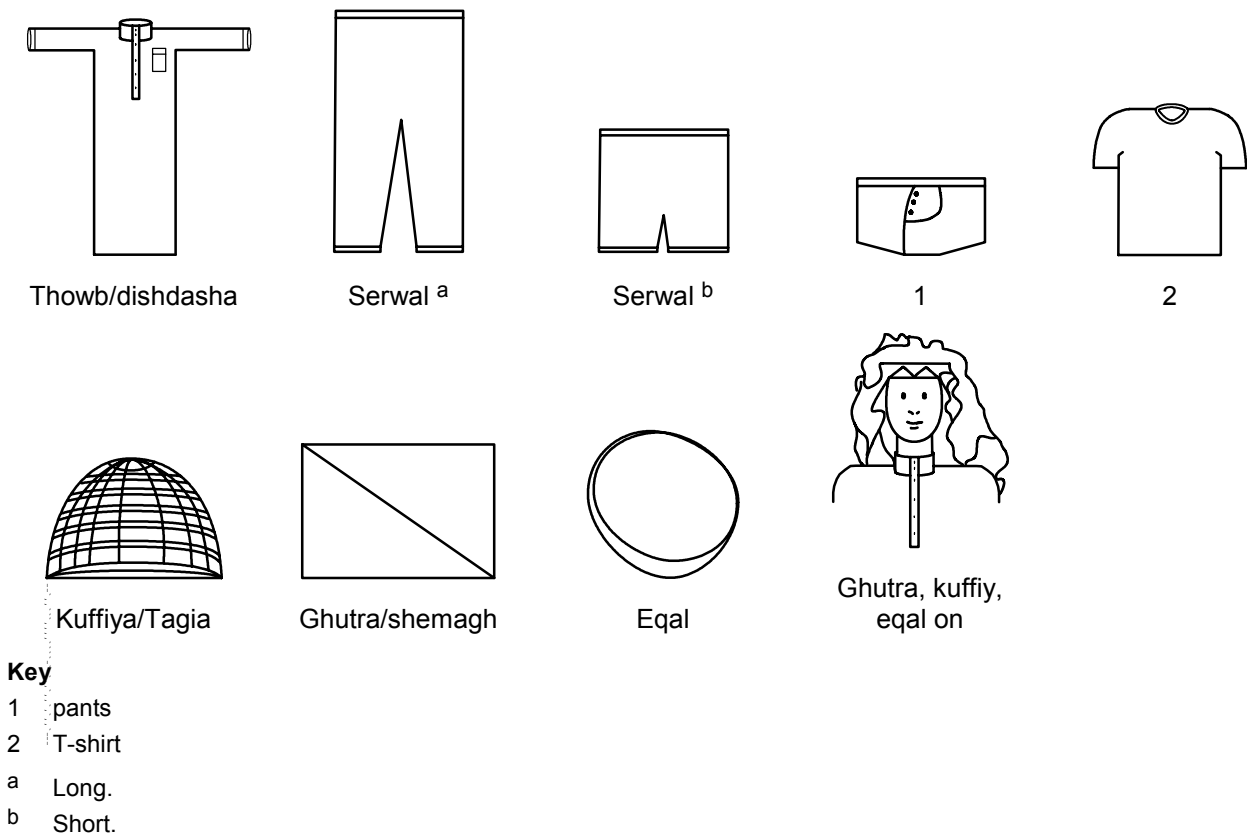 Thowb/dishdasha
Serwal a
Serwal b
1
2
Kuffiya/Tagia
Ghutra/shemagh
Eqal
Ghutra, kuffiy,
eqal on
Key
1 pants
2 T-shirt
a Long.
b Short.